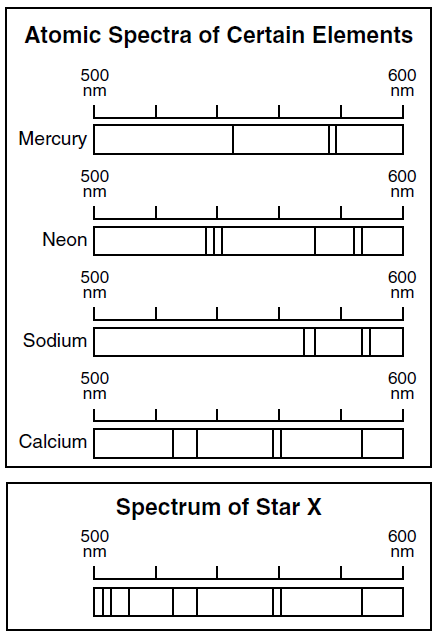 Atomic Spectra of Certain Elements
500 600
nm nm
Mercury
500 600
nm nm
Neon
500 600
nm nm
Sodium
500 600
nm nm
Calcium
Spectrum of Star X
500 600
nm nm